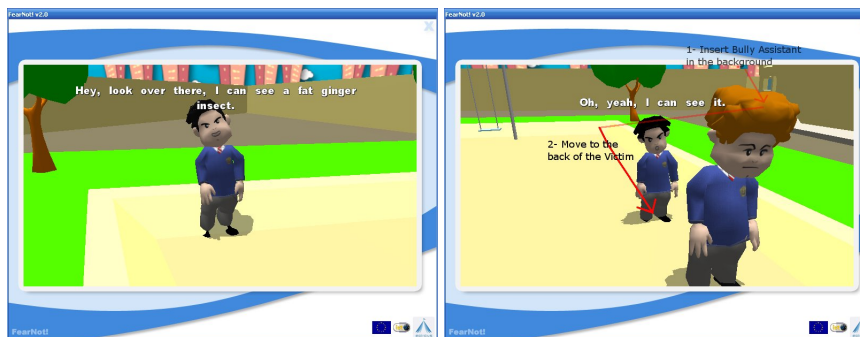 FearNot! v2.0
Hey, look over there, I can see a fat ginger
insect.
FearNot!
FearNot! v2.0
1- Insert Bully Assistant
in the background
Oh, yeah, I can see it.
2- Move to the
back of the Victim
FearNot!